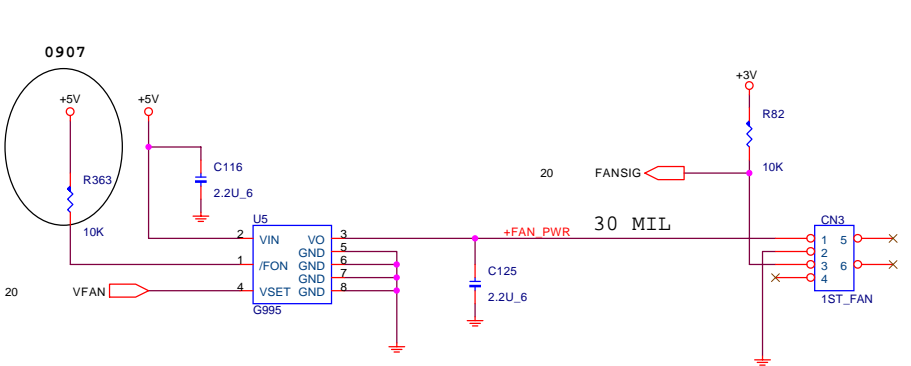 0907
+5V
+5V
+3V
R82
10K
R363
10K
C116
2.2U_6
20
FANSIG
U5
2
VIN
VO
3
GND
5
1
/FON
GND
6
GND
7
4
VSET
GND
8
G995
20
VFAN
+FAN_PWR
30 MIL
C125
2.2U_6
CN3
1
5
2
3
6
4
1ST_FAN